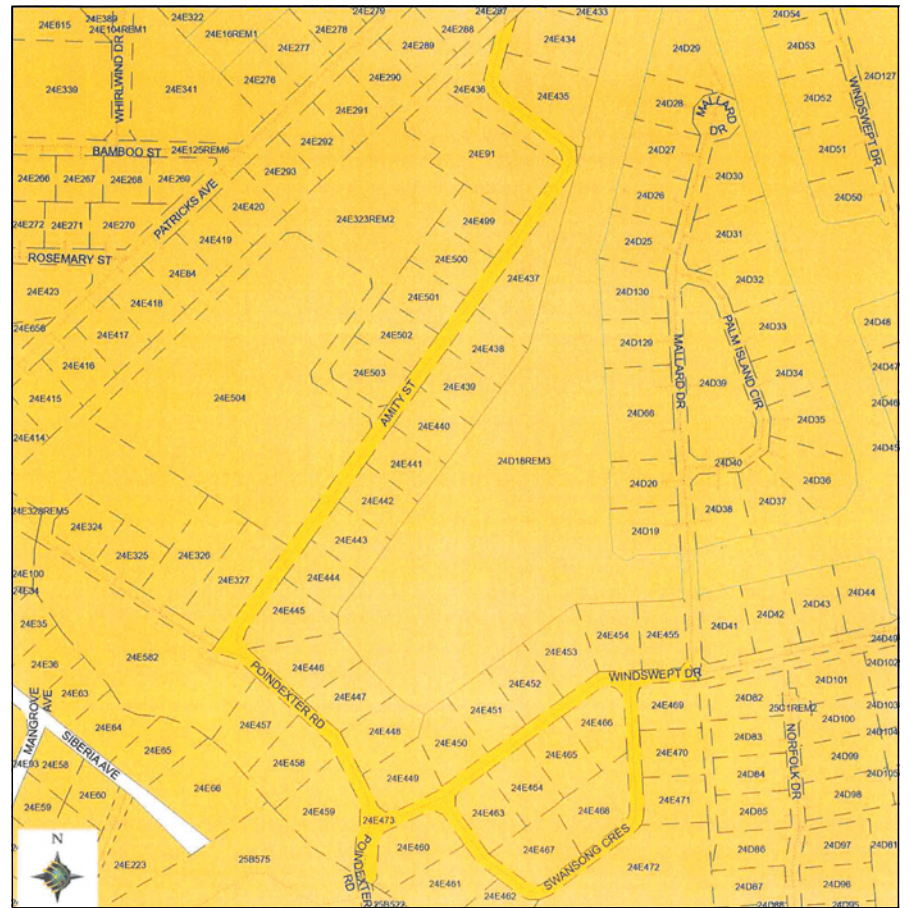 24E615
24E389
24E322
24E279
24E287
24E433
24D54
24E104REM1
24E16REM1
24E278
24E288
24E434
24D29
24D53
24E277
24E289
24D127
24E339
WHIRLWIND DR
24E341
24E276
24E290
24E436
24E435
24D28
MALLARD DR
24D52
WINDSWEPT DR
24E291
BAMBOO ST
24E125REM6
24E292
24E91
24D27
24D51
24E266
24E267
24E268
24E269
24E293
24D30
24D26
24D50
PATRICKS AVE
24E420
24E323REM2
24E499
24E272
24E271
24E270
24E419
24D25
24D31
ROSEMARY ST
24E84
24E500
24E437
24D32
24E423
24E418
24E501
24D130
24E658
24E417
24E502
24E438
24D129
MALLARD DR
PALM ISLAND CIR
24D33
24D48
24E416
24E503
24E439
24D39
24D34
24D47
24E415
24E504
AMITY ST
24E440
24D66
24D35
24D46
24E414
24E441
24D18REM3
24D40
24D45
24E442
24D20
24D38
24D37
24D36
24E328REM5
24E324
24E443
24D19
24E325
24E326
24E100
24E327
24E444
24E34
24E445
24D44
24D43
24D42
24D41
24E35
24E454
24E455
24D49
24E36
24E582
24E446
24E453
24D102
24E63
POINDEXTER RD
24E447
24E452
WINDSWEPT DR
24D101
MANGROVE AVE
24E64
24E457
24E451
24E466
24E469
24D82
25C1REM2
24D103
SIBERIA AVE
24E65
24E448
24E450
24D83
24D100
24D104
24E93
24E58
24E458
24E465
24E470
NORFOLK DR
24D99
24E66
24E449
24E464
24D84
24D105
24E59
24E60
24E459
24E473
24E463
24E468
24E471
24D85
24D98
POINDEXTER RD
24E460
24E467
SWANSONG CRES
24D86
24D97
24D81
N
24E223
25B575
24E461
24E462
24E472
24D87
24D96
25B522
24D88
24D95